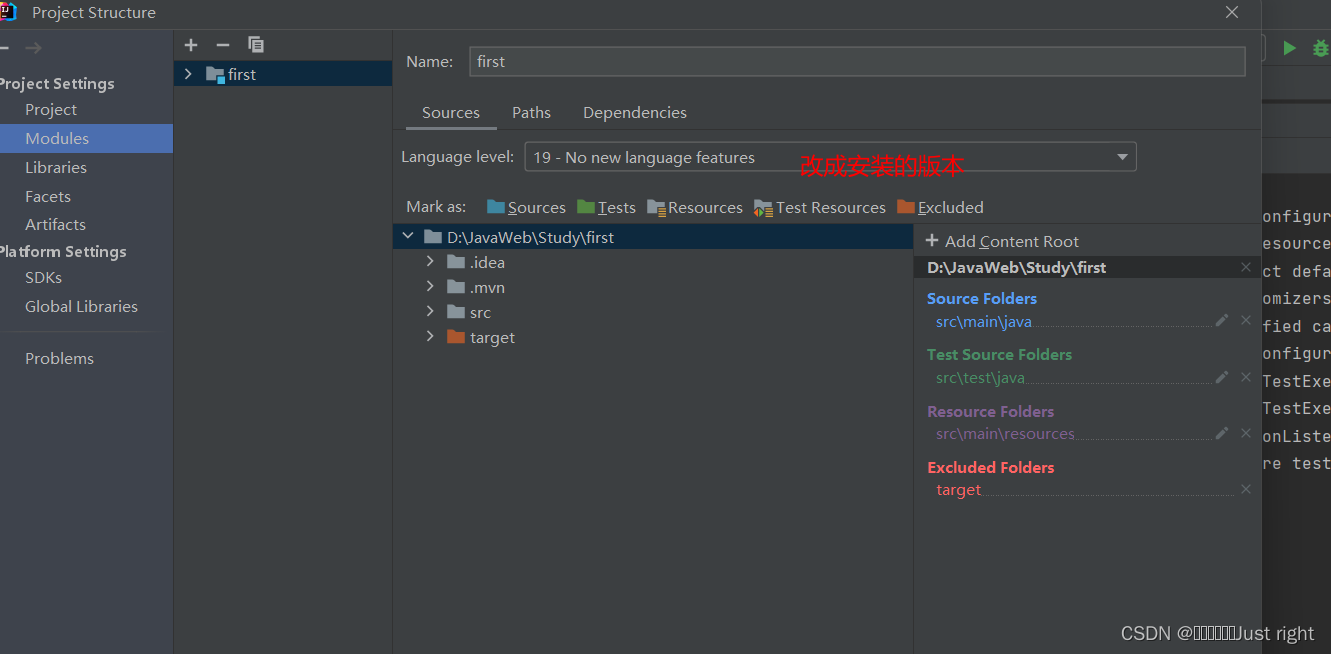 Project Structure
Project Settings
Project
Modules
Libraries
Facets
Artifacts
Platform Settings
SDKs
Global Libraries
Problems
first
Name: first
Sources Paths Dependencies
Language level: 19 - No new language features
改成安装的版本
Mark as: Sources Tests Resources Test Resources Excluded
D:\JavaWeb\Study\first
.idea
.mvn
src
target
Add Content Root
D:\JavaWeb\Study\first
Source Folders
src\main\java
Test Source Folders
src\test\java
Resource Folders
src\main\resources
Excluded Folders
target
onfigur
esource
ct defa
omizers
fied ca
onfigur
TestExe
TestExe
onListe
re test
CSDN @▯▯▯▯▯▯Just right